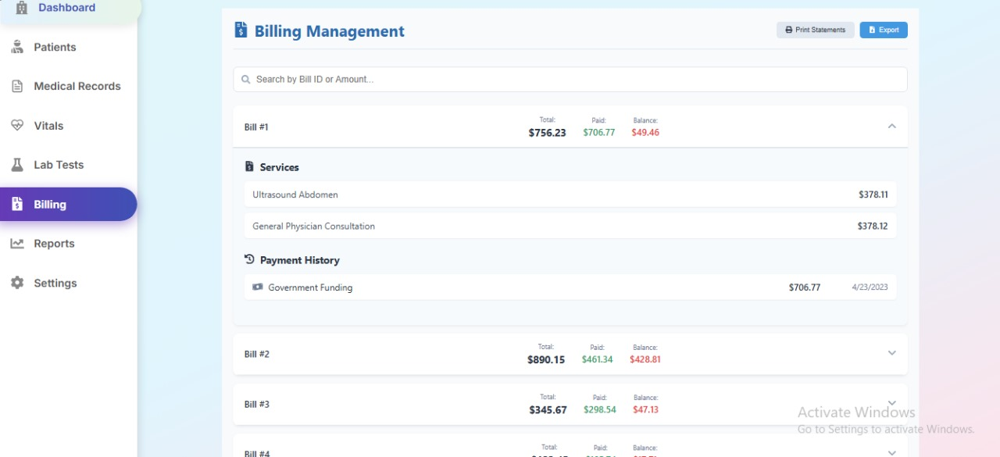 Dashboard
Patients
Medical Records
Vitals
Lab Tests
Billing
Reports
Settings
Billing Management
Print Statements
Export
Search by Bill ID or Amount...
Bill #1
Total: Paid: Balance:
$756.23 $706.77 $49.46
Services
Ultrasound Abdomen $378.11
General Physician Consultation $378.12
Payment History
Government Funding $706.77 4/23/2023
Bill #2
Total: Paid: Balance:
$890.15 $461.34 $428.81
Bill #3
Total: Paid: Balance:
$345.67 $298.54 $47.13
Bill #4
Total: Paid: Balance:
Activate Windows
Go to Settings to activate Windows.